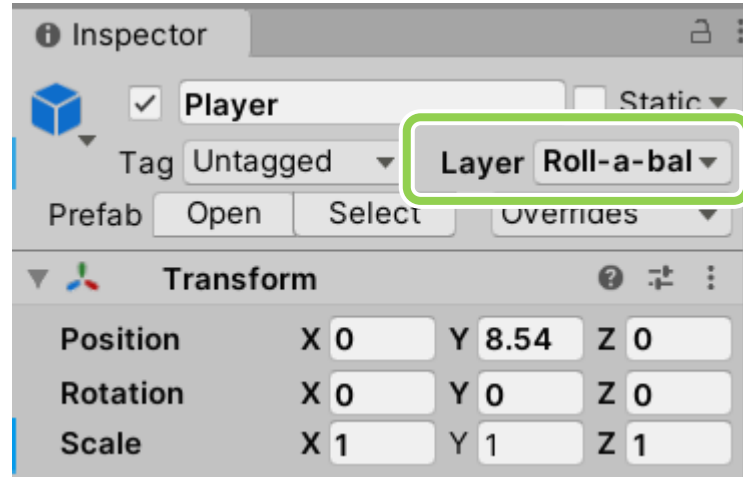 Inspector
Player Static
Tag Untagged Layer Roll-a-bal
Prefab Open Select Overrides
Transform
Position X 0 Y 8.54 Z 0
Rotation X 0 Y 0 Z 0
Scale X 1 Y 1 Z 1